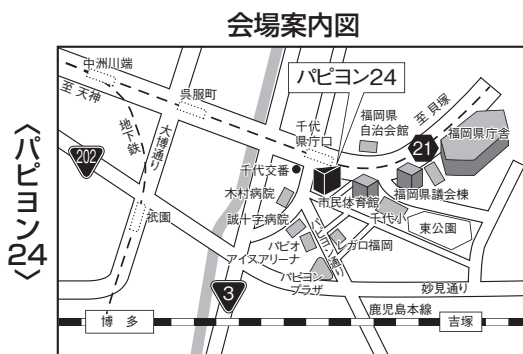 会場案内図
〈パピヨン24〉
パピヨン24
中洲川端
至 天神
呉服町
千代
県庁口
福岡県
自治会館
至 貝塚
福岡県庁舎
21
地下鉄
大博通り
202
千代交番
木村病院
市民体育館
福岡県議会棟
千代小
祇園
誠十字病院
パピヨン通り
レガロ福岡
東公園
パピオ
アイスアリーナ
パピヨン
プラザ
3
妙見通り
鹿児島本線
博多
吉塚